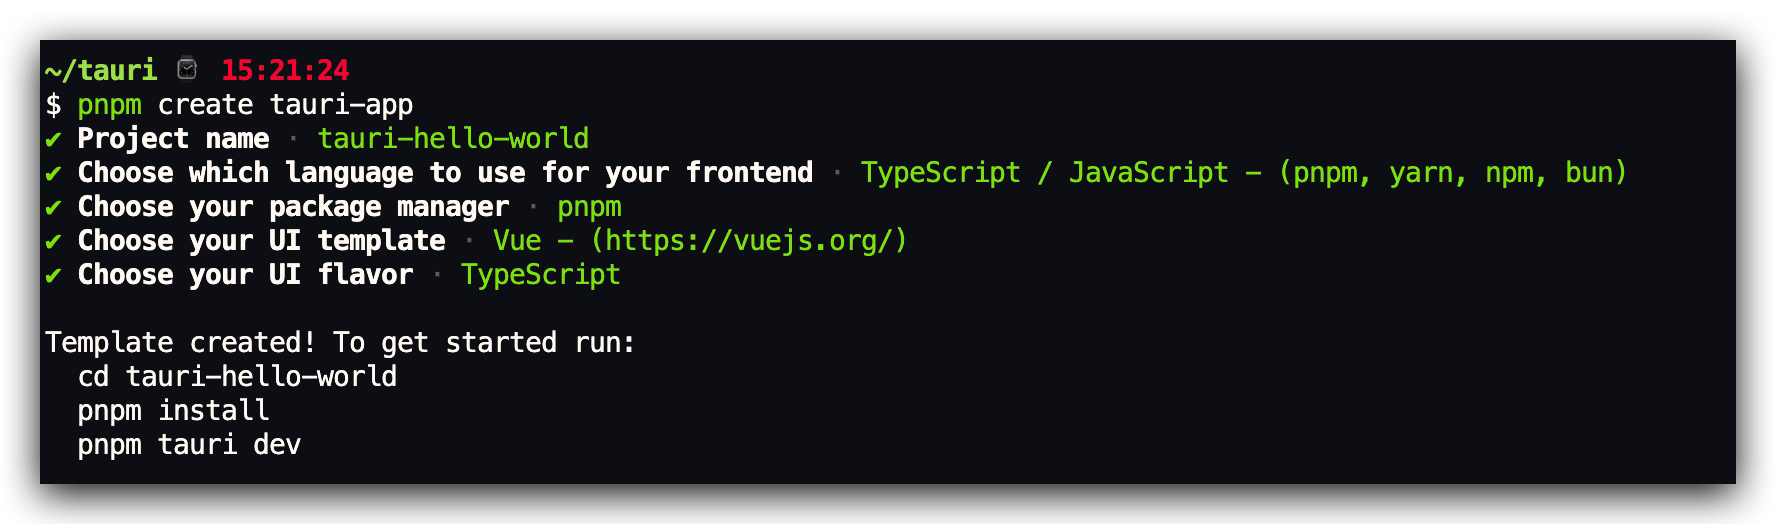 ~/tauri ⌚ 15:21:24
$ pnpm create tauri-app
✔ Project name · tauri-hello-world
✔ Choose which language to use for your frontend · TypeScript / JavaScript - (pnpm, yarn, npm, bun)
✔ Choose your package manager · pnpm
✔ Choose your UI template · Vue - (https://vuejs.org/)
✔ Choose your UI flavor · TypeScript
Template created! To get started run:
cd tauri-hello-world
pnpm install
pnpm tauri dev